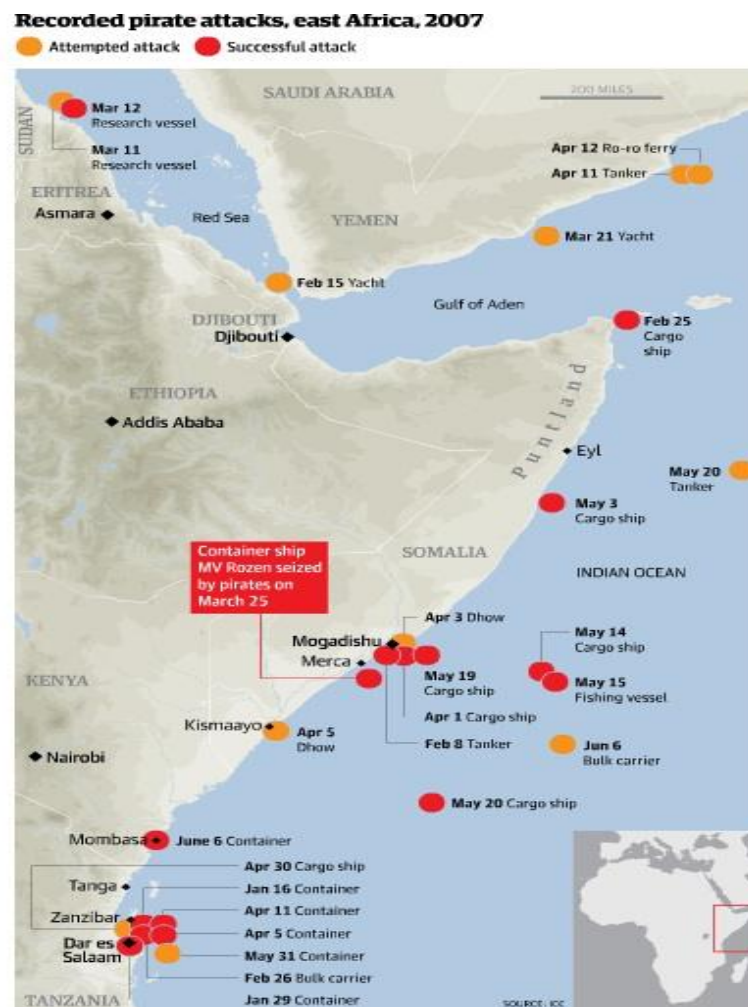 Recorded pirate attacks, east Africa, 2007
Attempted attack
Successful attack
SAUDI ARABIA
200 MILES
SUDAN
Mar 12
Research vessel
Mar 11
Research vessel
Apr 12 Ro-ro ferry
Apr 11 Tanker
ERITREA
Asmara
Red Sea
YEMEN
Mar 21 Yacht
Feb 15 Yacht
Gulf of Aden
DJIBOUTI
Djibouti
Feb 25
Cargo
ship
ETHIOPIA
Addis Ababa
Puntland
Eyl
May 20
Tanker
May 3
Cargo ship
SOMALIA
Container ship
MV Rozen seized
by pirates on
March 25
INDIAN OCEAN
Apr 3 Dhow
Mogadishu
Merca
May 14
Cargo ship
May 19
Cargo ship
May 15
Fishing vessel
KENYA
Apr 1 Cargo ship
Kismaayo
Apr 5
Dhow
Feb 8 Tanker
Jun 6
Bulk carrier
Nairobi
May 20 Cargo ship
Mombasa
June 6 Container
Apr 30 Cargo ship
Tanga
Jan 16 Container
Zanzibar
Apr 11 Container
Dar es
Salaam
Apr 5 Container
May 31 Container
Feb 26 Bulk carrier
Jan 29 Container
TANZANIA
SOURCE: ICC